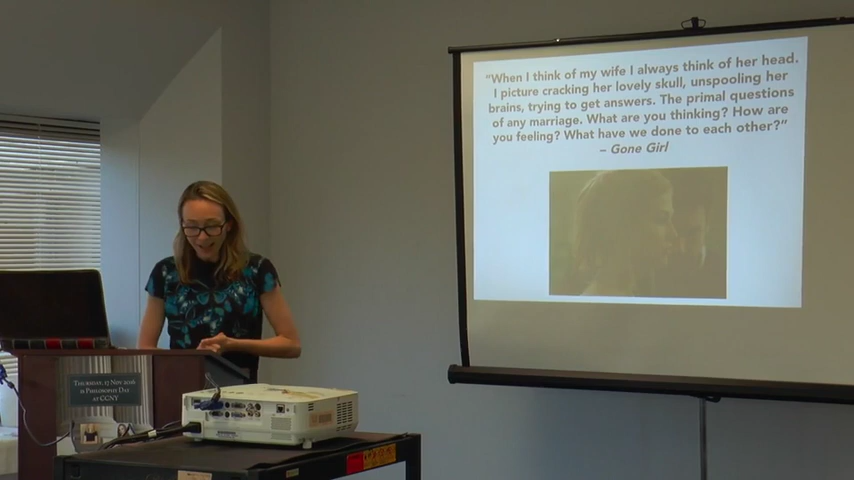 “When I think of my wife I always think of her head.
I picture cracking her lovely skull, unspooling her
brains, trying to get answers. The primal questions
of any marriage. What are you thinking? How are
you feeling? What have we done to each other?”
– Gone Girl
Thursday, 17 Nov 2016
is Philosophy Day
at CCNY